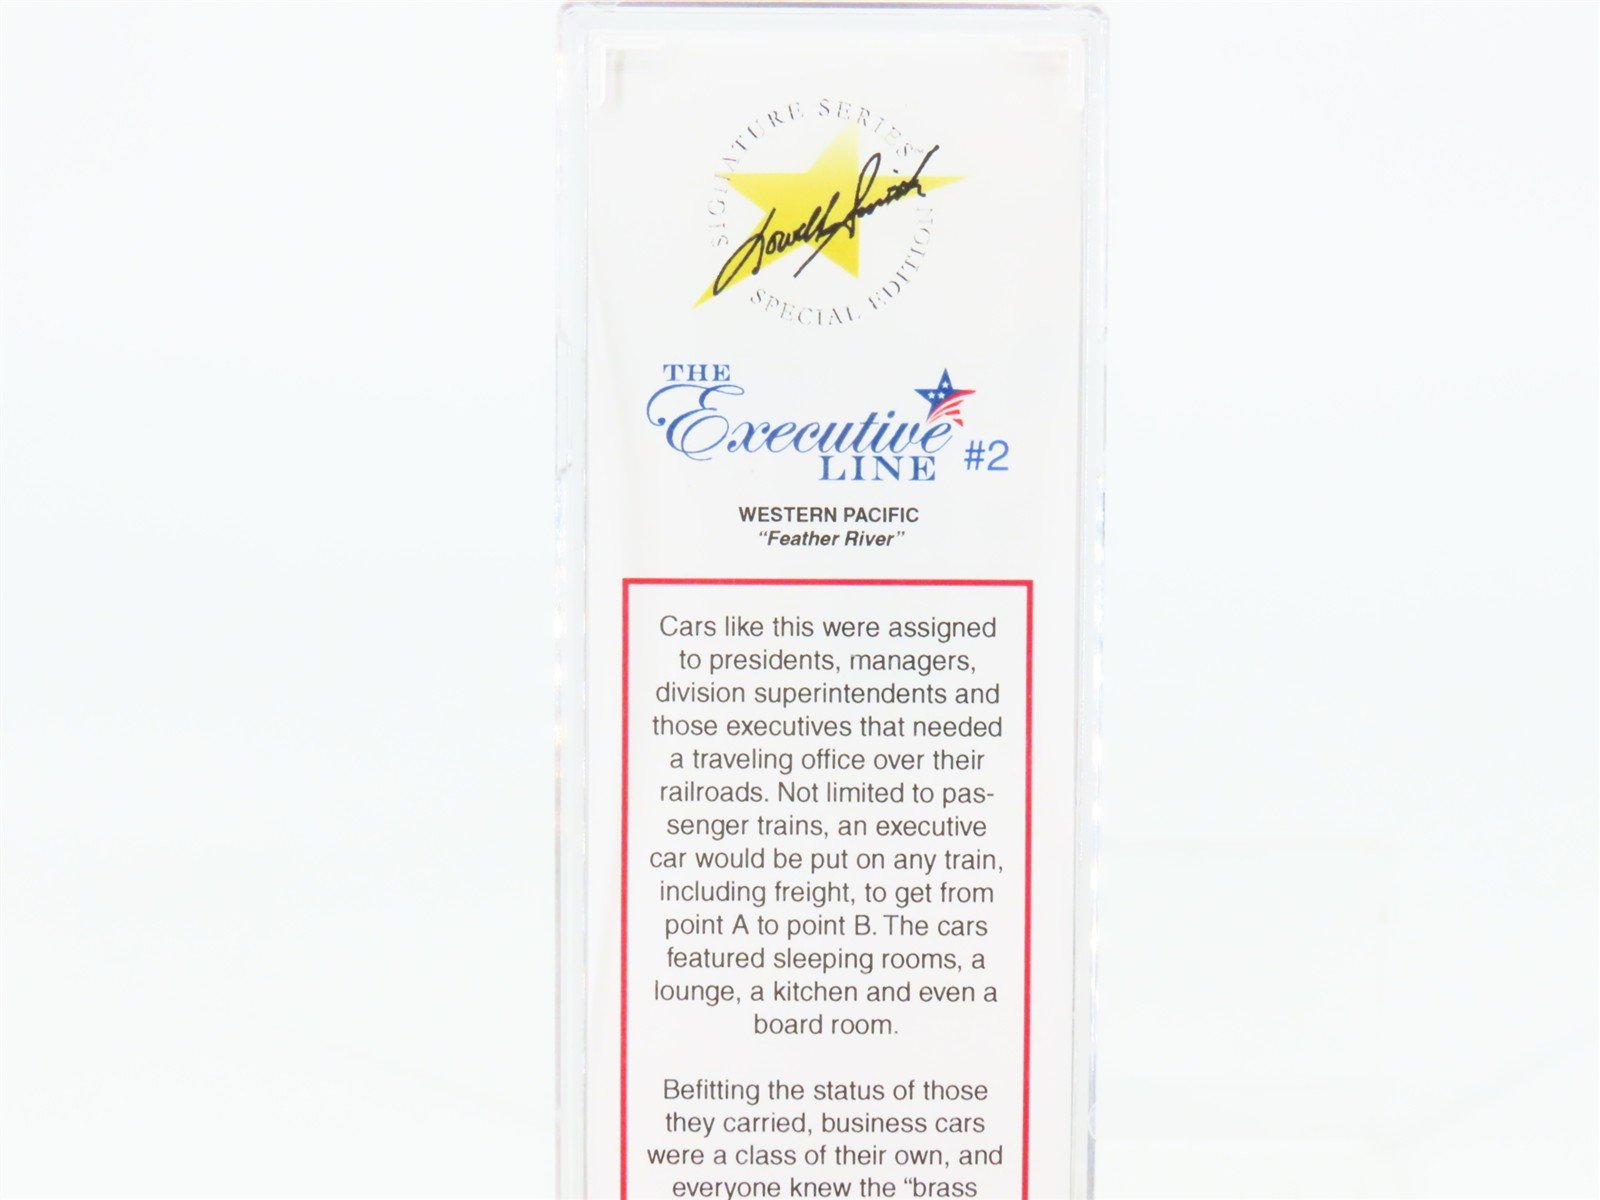 SIGNATURE SERIES
Lowell Smith
SPECIAL EDITION
THE
Executive
LINE #2
WESTERN PACIFIC
“Feather River”
Cars like this were assigned
to presidents, managers,
division superintendents and
those executives that needed
a traveling office over their
railroads. Not limited to pas-
senger trains, an executive
car would be put on any train,
including freight, to get from
point A to point B. The cars
featured sleeping rooms, a
lounge, a kitchen and even a
board room.
Befitting the status of those
they carried, business cars
were a class of their own, and
everyone knew the “brass